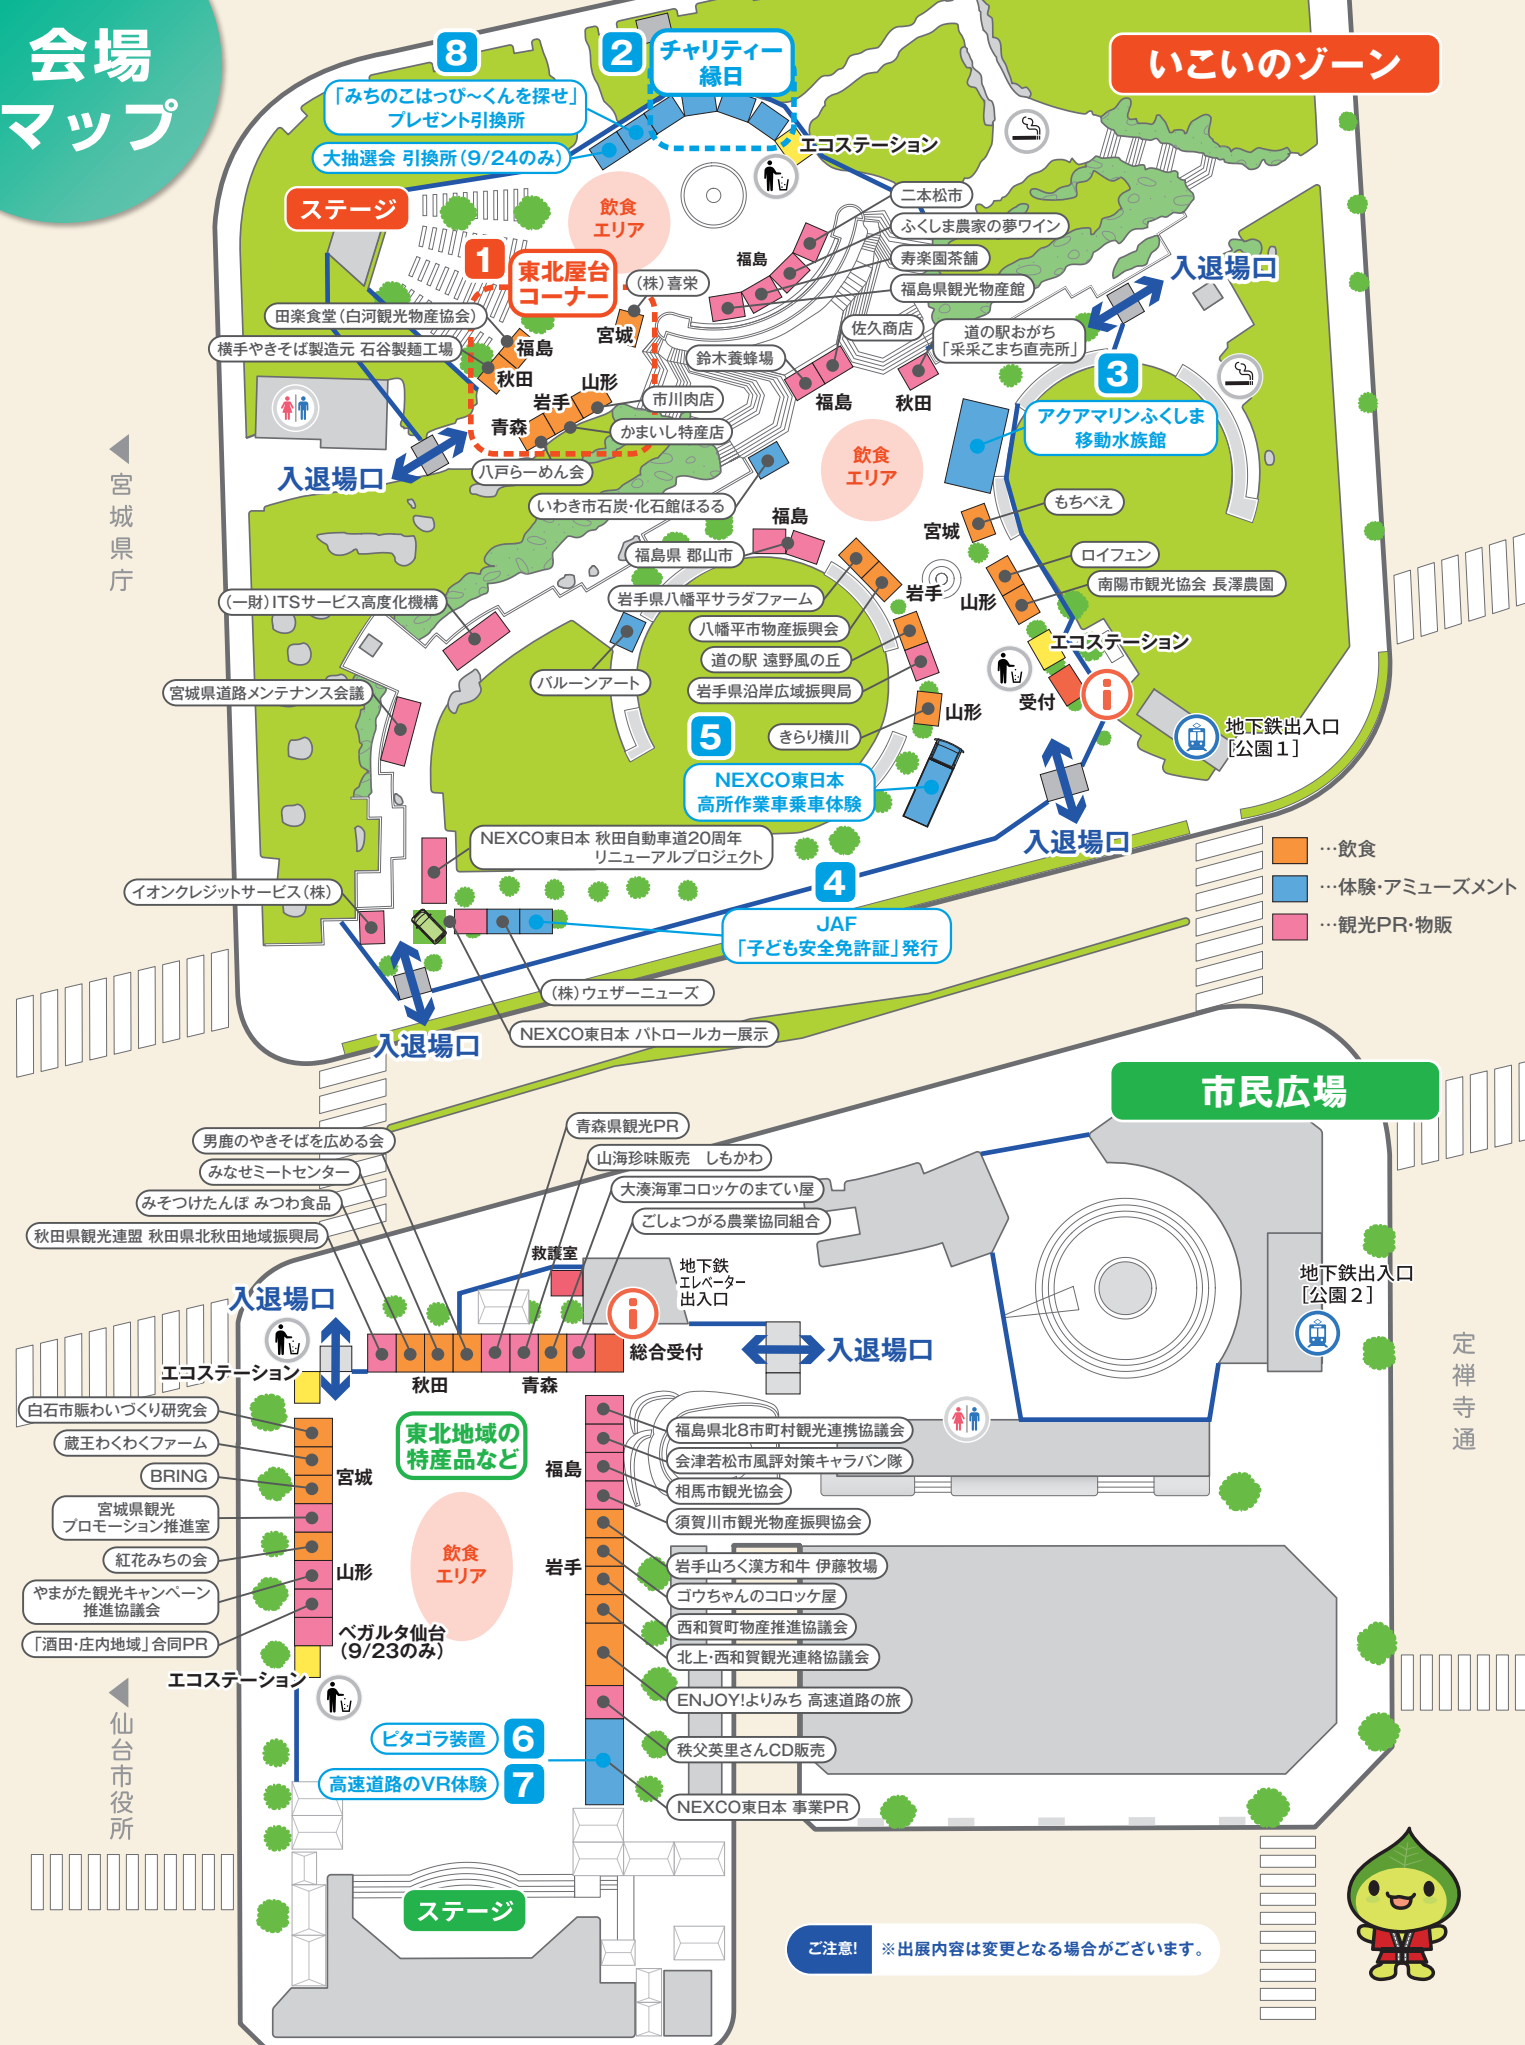 会場
マップ
いこいのゾーン
8
「みちのこはっぴ〜くんを探せ」
プレゼント引換所
大抽選会 引換所(9/24のみ)
2
チャリティー
縁日
エコステーション
ステージ
飲食
エリア
1
東北屋台
コーナー
(株)喜栄
宮城
田楽食堂(白河観光物産協会)
福島
横手やきそば製造元 石谷製麺工場
秋田
山形
市川肉店
岩手
かまいし特産店
青森
八戸らーめん会
入退場口
二本松市
ふくしま農家の夢ワイン
寿楽園茶舗
福島県観光物産館
福島
佐久商店
道の駅おがち
「采采こまち直売所」
入退場口
鈴木養蜂場
福島
秋田
3
アクアマリンふくしま
移動水族館
飲食
エリア
いわき市石炭・化石館ほるる
福島
福島県 郡山市
宮城
もちべえ
ロイフェン
南陽市観光協会 長澤農園
山形
岩手
岩手県八幡平サラダファーム
八幡平市物産振興会
道の駅 遠野風の丘
岩手県沿岸広域振興局
きらり横川
山形
エコステーション
受付
地下鉄出入口
[公園1]
入退場口
(一財)ITSサービス高度化機構
バルーンアート
宮城県道路メンテナンス会議
5
NEXCO東日本
高所作業車乗車体験
NEXCO東日本 秋田自動車道20周年
リニューアルプロジェクト
イオンクレジットサービス(株)
4
JAF
「子ども安全免許証」発行
(株)ウェザーニューズ
NEXCO東日本 パトロールカー展示
入退場口
…飲食
…体験・アミューズメント
…観光PR・物販
宮城県庁
市民広場
男鹿のやきそばを広める会
みなせミートセンター
みそつけたんぽ みつわ食品
秋田県観光連盟 秋田県北秋田地域振興局
青森県観光PR
山海珍味販売 しもかわ
大湊海軍コロッケのまてい屋
ごしょつがる農業協同組合
救護室
地下鉄
エレベーター
出入口
総合受付
入退場口
入退場口
エコステーション
秋田
青森
地下鉄出入口
[公園2]
定禅寺通
白石市賑わいづくり研究会
蔵王わくわくファーム
BRING
宮城県観光
プロモーション推進室
紅花みちの会
やまがた観光キャンペーン
推進協議会
「酒田・庄内地域」合同PR
宮城
山形
ベガルタ仙台
(9/23のみ)
エコステーション
東北地域の
特産品など
飲食
エリア
福島
岩手
福島県北8市町村観光連携協議会
会津若松市風評対策キャラバン隊
相馬市観光協会
須賀川市観光物産振興協会
岩手山ろく漢方和牛 伊藤牧場
ゴウちゃんのコロッケ屋
西和賀町物産推進協議会
北上・西和賀観光連絡協議会
ENJOY!よりみち 高速道路の旅
秩父英里さんCD販売
NEXCO東日本 事業PR
ピタゴラ装置
6
高速道路のVR体験
7
仙台市役所
ステージ
ご注意!
※出展内容は変更となる場合がございます。